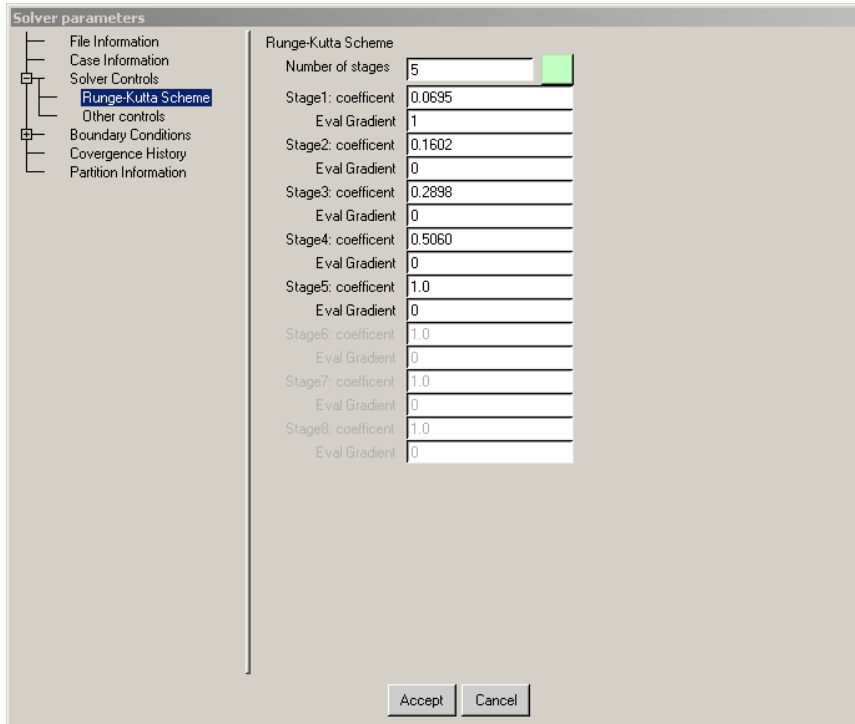 Solver parameters
File Information
Case Information
Solver Controls
Runge-Kutta Scheme
Other controls
Boundary Conditions
Covergence History
Partition Information
Runge-Kutta Scheme
Number of stages 5
Stage1: coefficent 0.0695
Eval Gradient 1
Stage2: coefficent 0.1602
Eval Gradient 0
Stage3: coefficent 0.2898
Eval Gradient 0
Stage4: coefficent 0.5060
Eval Gradient 0
Stage5: coefficent 1.0
Eval Gradient 0
Stage6: coefficent 1.0
Eval Gradient 0
Stage7: coefficent 1.0
Eval Gradient 0
Stage8: coefficent 1.0
Eval Gradient 0
Accept Cancel